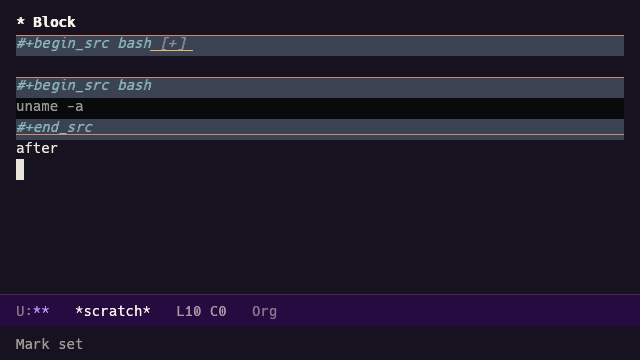 * Block
#+begin_src bash [+]
#+begin_src bash
uname -a
#+end_src
after
U:**   *scratch*   L10 C0   Org
Mark set